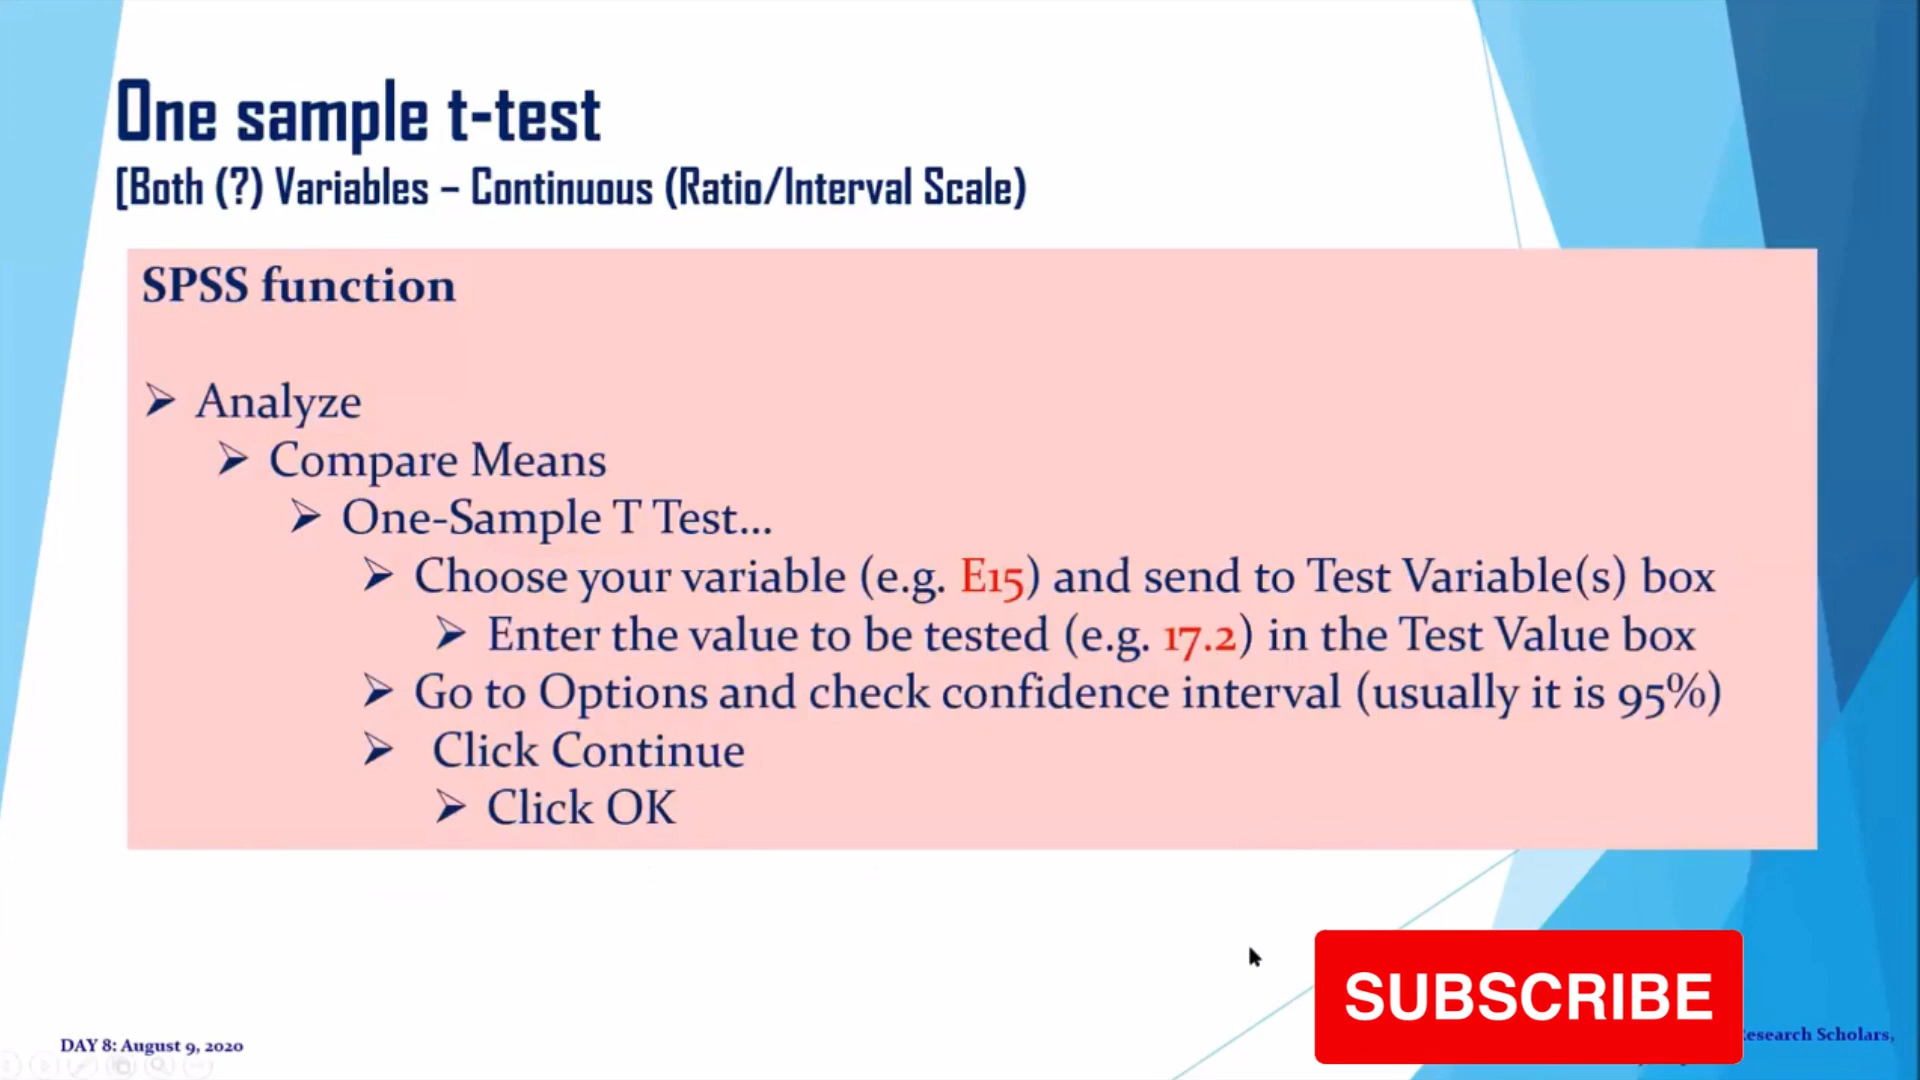 One sample t-test
[Both (?) Variables – Continuous (Ratio/Interval Scale)
SPSS function
Analyze
Compare Means
One-Sample T Test...
Choose your variable (e.g. E15) and send to Test Variable(s) box
Enter the value to be tested (e.g. 17.2) in the Test Value box
Go to Options and check confidence interval (usually it is 95%)
Click Continue
Click OK
SUBSCRIBE
DAY 8: August 9, 2020
Scholars,